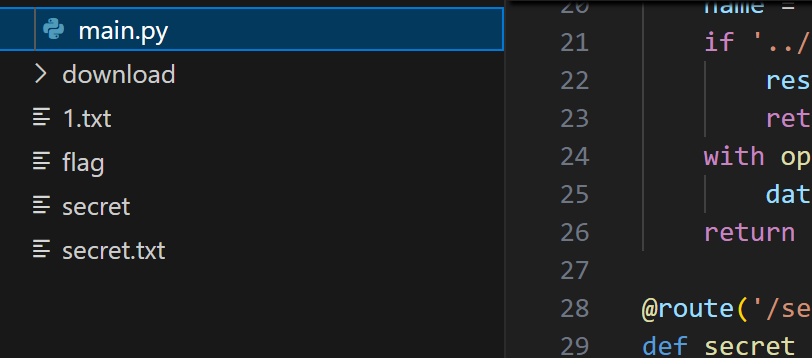 main.py
download
1.txt
flag
secret
secret.txt
20 name =
21 if '../
22 res
23 ret
24 with op
25 dat
26 return
27
28 @route('/se
29 def secret